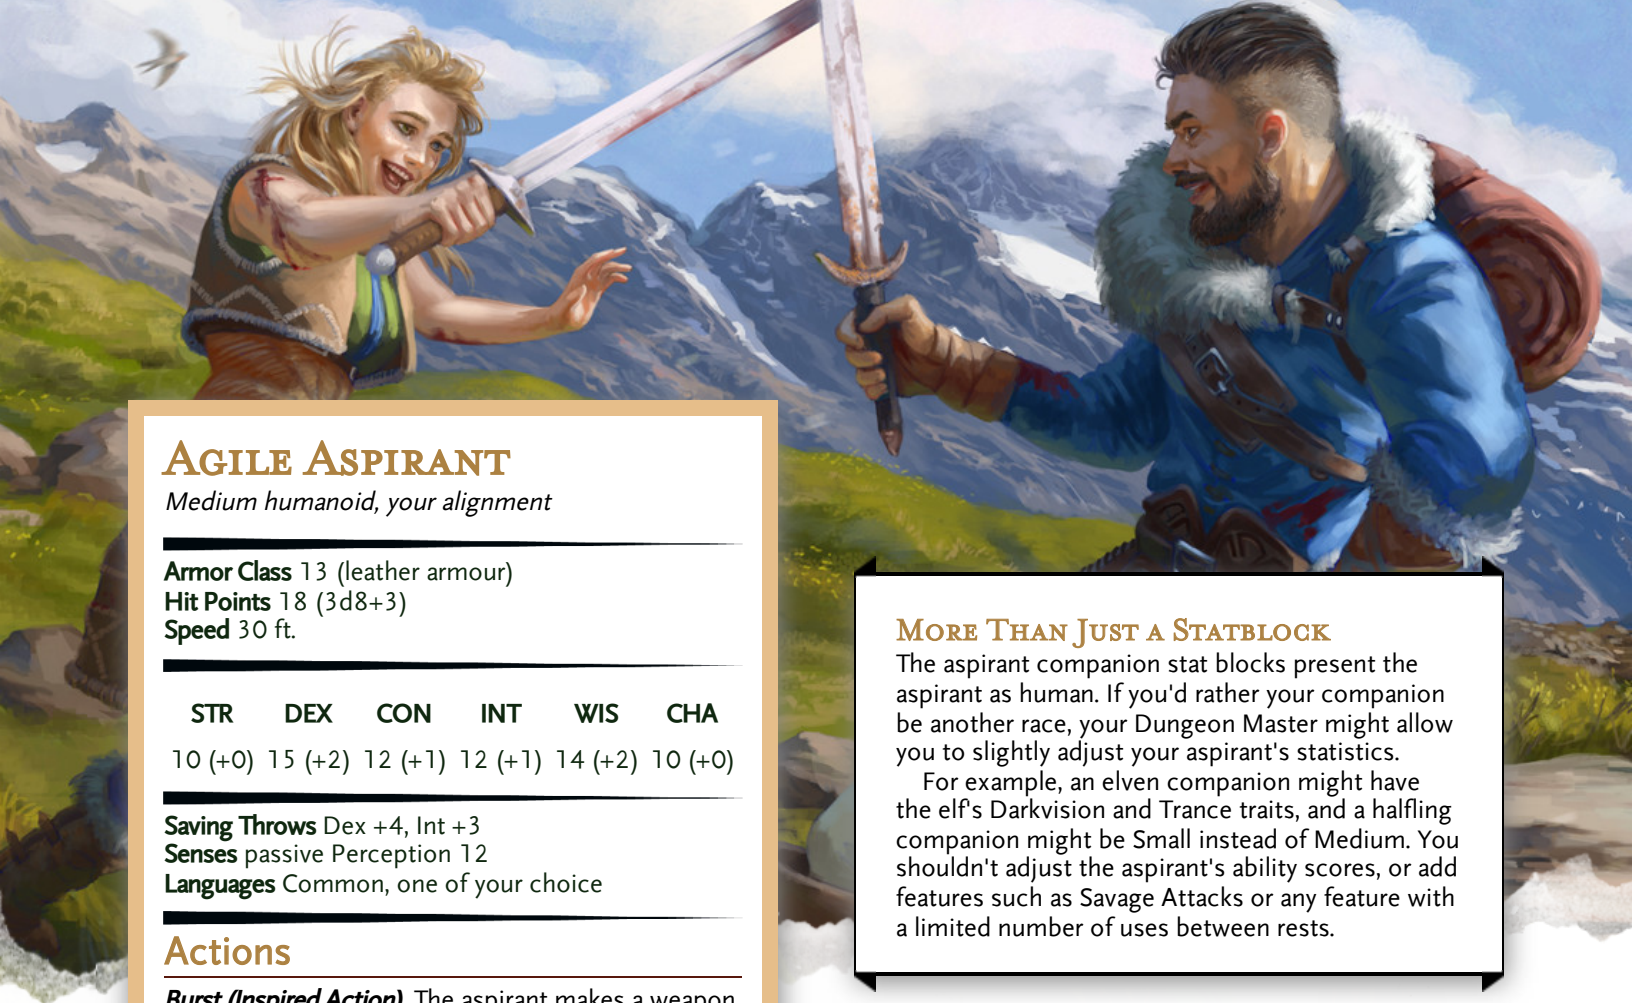 Agile Aspirant
Medium humanoid, your alignment
Armor Class 13 (leather armour)
Hit Points 18 (3d8+3)
Speed 30 ft.
STR DEX CON INT WIS CHA
10 (+0) 15 (+2) 12 (+1) 12 (+1) 14 (+2) 10 (+0)
Saving Throws Dex +4, Int +3
Senses passive Perception 12
Languages Common, one of your choice
Actions
Burst (Inspired Action). The aspirant makes a weapon
More Than Just a Statblock
The aspirant companion stat blocks present the
aspirant as human. If you'd rather your companion
be another race, your Dungeon Master might allow
you to slightly adjust your aspirant's statistics.
For example, an elven companion might have
the elf's Darkvision and Trance traits, and a halfling
companion might be Small instead of Medium. You
shouldn't adjust the aspirant's ability scores, or add
features such as Savage Attacks or any feature with
a limited number of uses between rests.